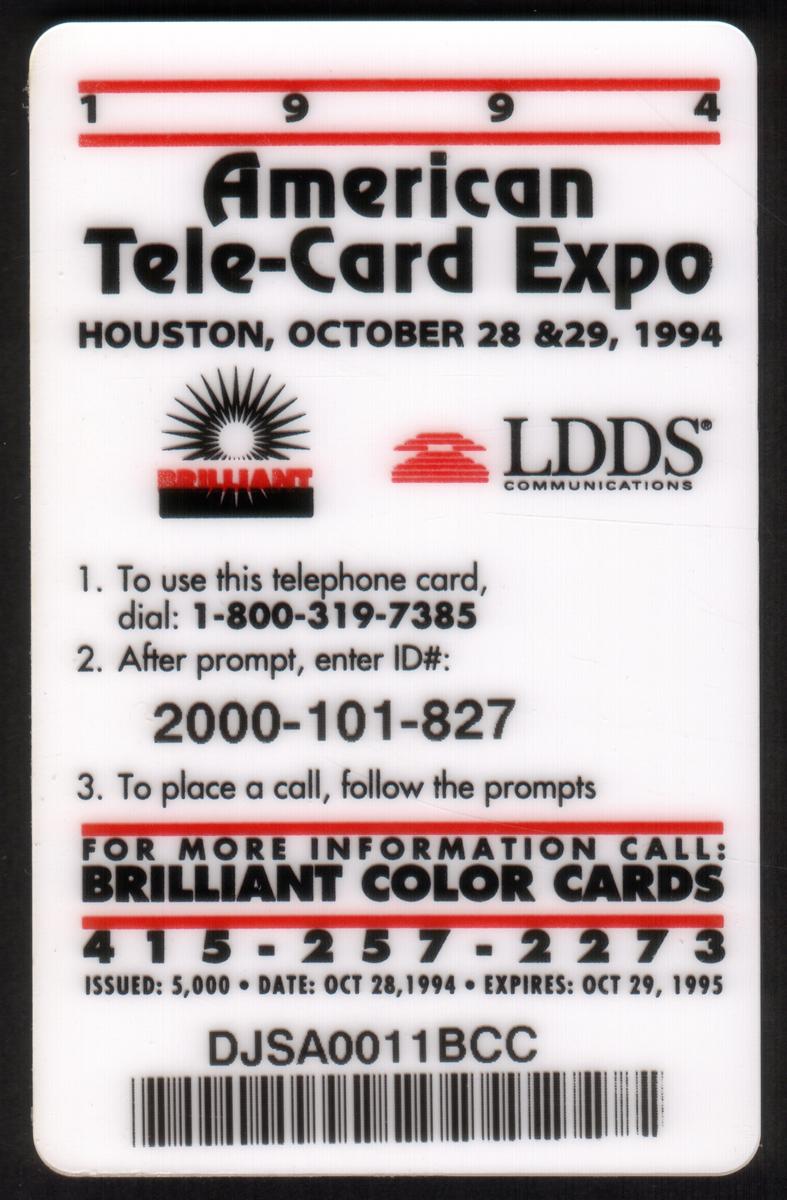 1 9 9 4
American
Tele-Card Expo
HOUSTON, OCTOBER 28 &29, 1994
BRILLIANT
LDDS®
COMMUNICATIONS
1. To use this telephone card,
dial: 1-800-319-7385
2. After prompt, enter ID#:
2000-101-827
3. To place a call, follow the prompts
FOR MORE INFORMATION CALL:
BRILLIANT COLOR CARDS
415-257-2273
ISSUED: 5,000 • DATE: OCT 28,1994 • EXPIRES: OCT 29, 1995
DJSA0011BCC